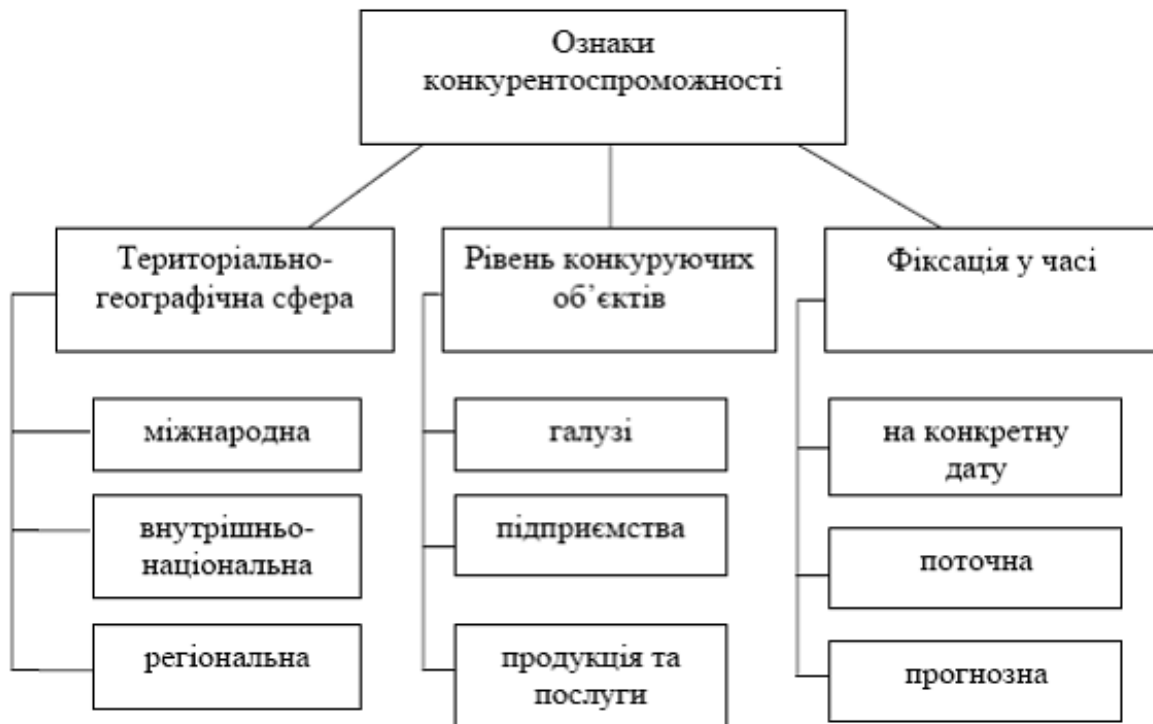 Ознаки
конкурентоспроможності
Територіально-
географічна сфера
міжнародна
внутрішньо-
національна
регіональна
Рівень конкуруючих
об’єктів
галузі
підприємства
продукція та
послуги
Фіксація у часі
на конкретну
дату
поточна
прогнозна